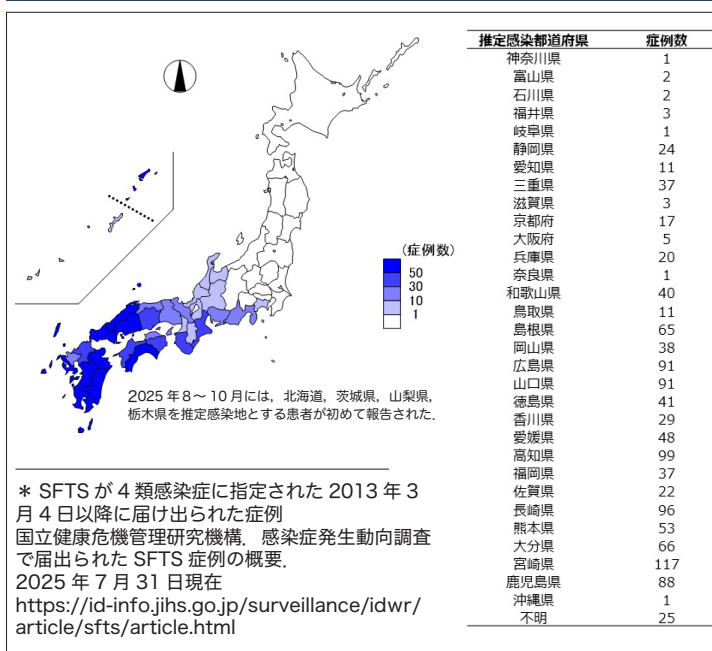 推定感染都道府県 症例数
神奈川県 1
富山県 2
石川県 2
福井県 3
岐阜県 1
静岡県 24
愛知県 11
三重県 37
滋賀県 3
京都府 17
大阪府 5
兵庫県 20
奈良県 1
和歌山県 40
鳥取県 11
島根県 65
岡山県 38
広島県 91
山口県 91
徳島県 41
香川県 29
愛媛県 48
高知県 99
福岡県 37
佐賀県 22
長崎県 96
熊本県 53
大分県 66
宮崎県 117
鹿児島県 88
沖縄県 1
不明 25
(症例数)
50
30
10
1
2025年8~10月には,北海道,茨城県,山梨県,
栃木県を推定感染地とする患者が初めて報告された.
* SFTS が 4 類感染症に指定された 2013 年 3
月 4 日以降に届け出られた症例
国立健康危機管理研究機構.感染症発生動向調査
で届出られた SFTS 症例の概要.
2025 年 7 月 31 日現在
https://id-info.jihs.go.jp/surveillance/idwr/
article/sfts/article.html